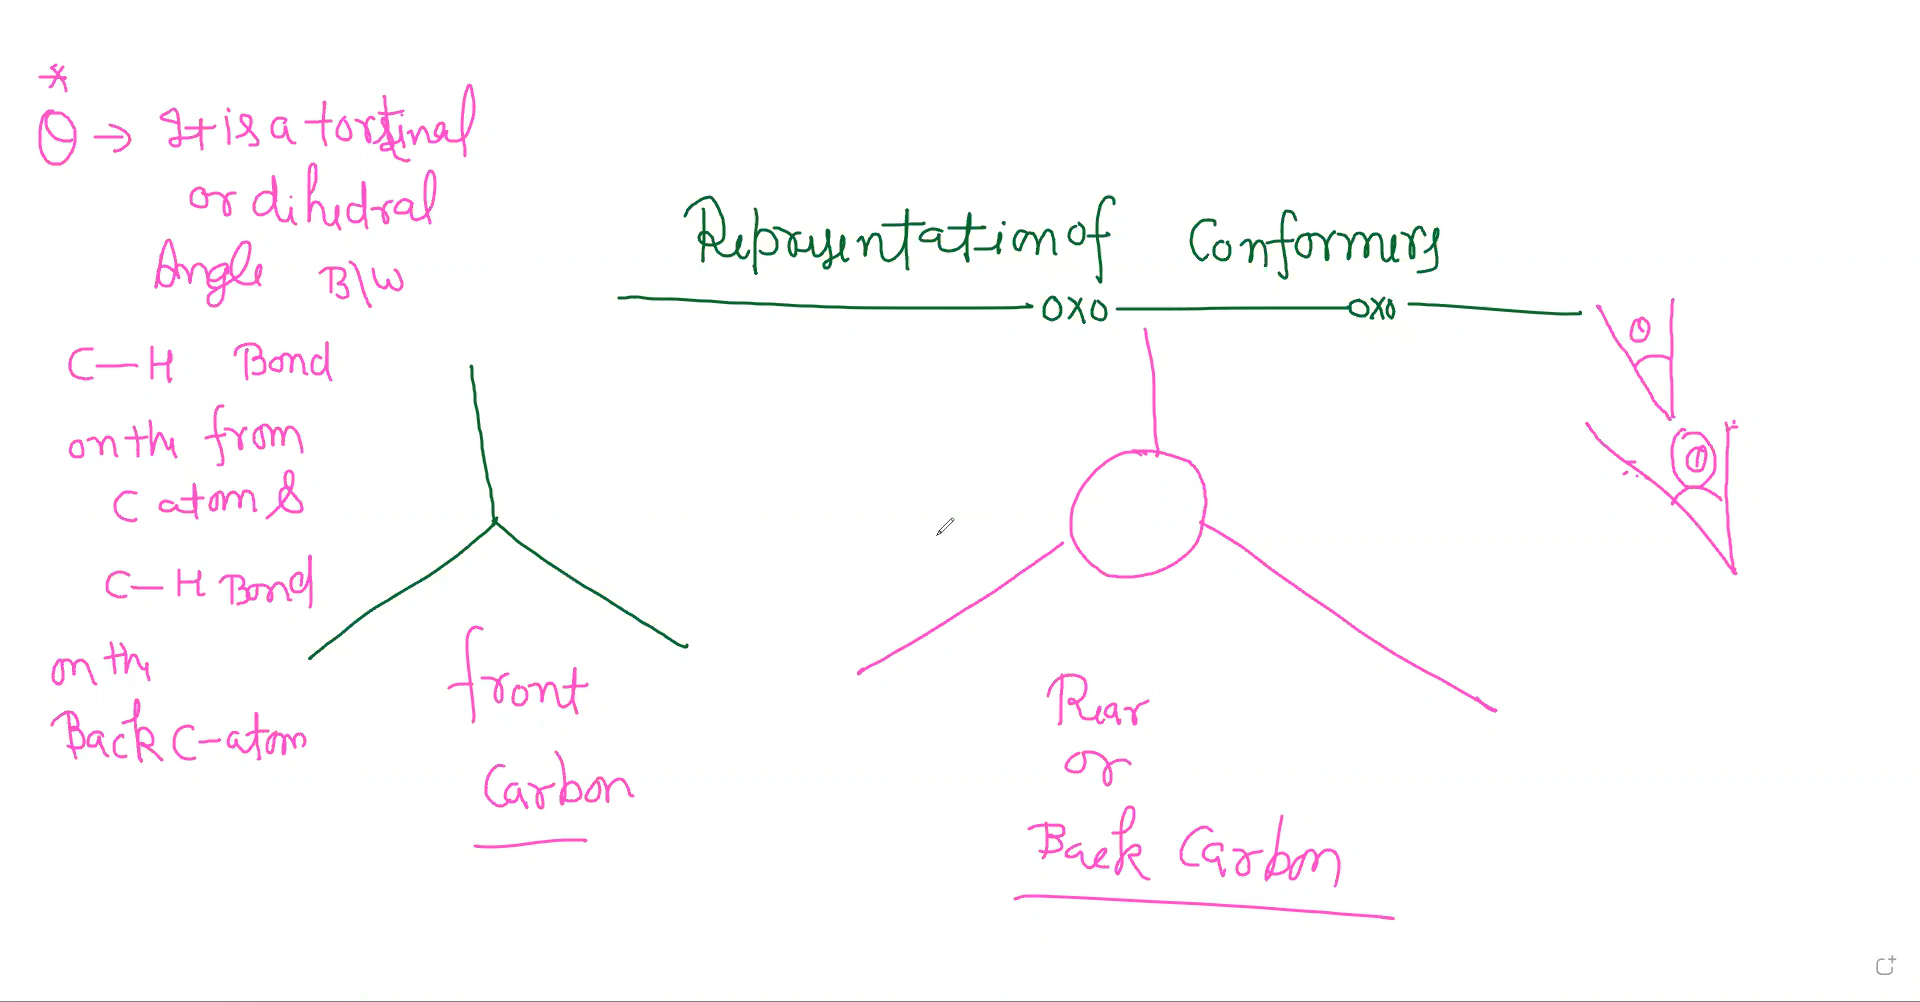 *
θ → It is a torsinal
or dihedral
Angle B/W
C-H Bond
on the from
C atom &
C-H Bond
on the
Back C-atom
Representation of Conformers
OXO OXO
θ
θ
front
Carbon
Rear
or
Back Carbon